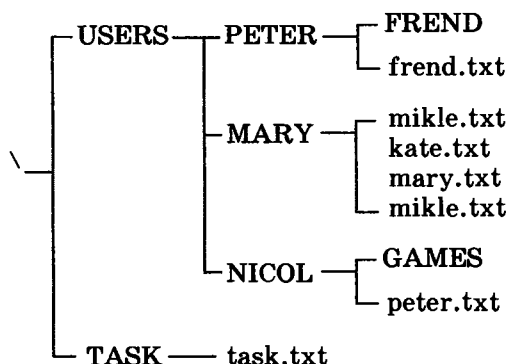 USERS PETER FREND
frend.txt
mikle.txt
MARY kate.txt
mary.txt
mikle.txt
\
NICOL GAMES
peter.txt
TASK task.txt